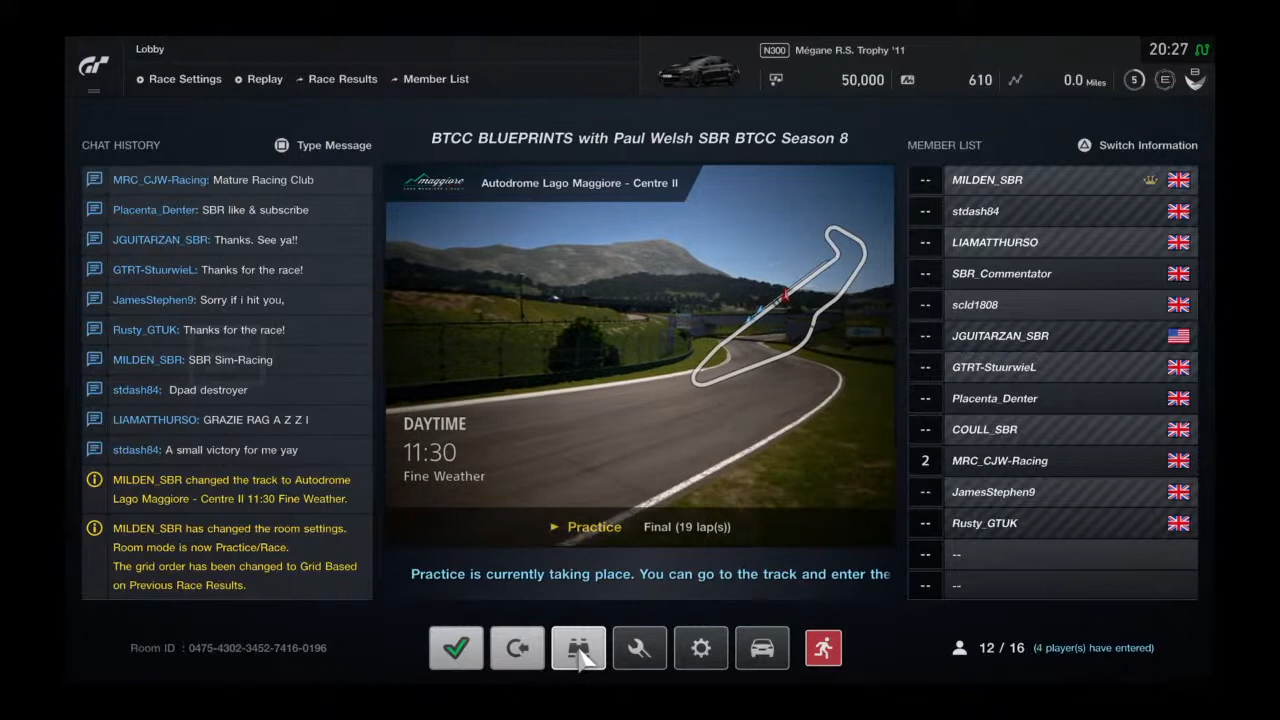 Lobby
Race Settings
Replay
Race Results
Member List
N300
Mégane R.S. Trophy '11
50,000
610
0.0 Miles
5
E
B
20:27
BTCC BLUEPRINTS with Paul Welsh SBR BTCC Season 8
CHAT HISTORY
Type Message
MRC_CJW-Racing: Mature Racing Club
Placenta_Denter: SBR like & subscribe
JGUITARZAN_SBR: Thanks. See ya!!
GTRT-StuurwieL: Thanks for the race!
JamesStephen9: Sorry if i hit you,
Rusty_GTUK: Thanks for the race!
MILDEN_SBR: SBR Sim-Racing
stdash84: Dpad destroyer
LIAMATTHURSO: GRAZIE RAG A Z Z I
stdash84: A small victory for me yay
MILDEN_SBR changed the track to Autodrome
Lago Maggiore - Centre II 11:30 Fine Weather.
MILDEN_SBR has changed the room settings.
Room mode is now Practice/Race.
The grid order has been changed to Grid Based
on Previous Race Results.
maggiore
Autodrome Lago Maggiore - Centre II
DAYTIME
11:30
Fine Weather
Practice
Final (19 lap(s))
Practice is currently taking place. You can go to the track and enter the
MEMBER LIST
Switch Information
-- MILDEN_SBR
-- stdash84
-- LIAMATTHURSO
-- SBR_Commentator
-- scld1808
-- JGUITARZAN_SBR
-- GTRT-StuurwieL
-- Placenta_Denter
-- COULL_SBR
2 MRC_CJW-Racing
-- JamesStephen9
-- Rusty_GTUK
-- --
-- --
Room ID : 0475-4302-3452-7416-0196
12 / 16 (4 player(s) have entered)